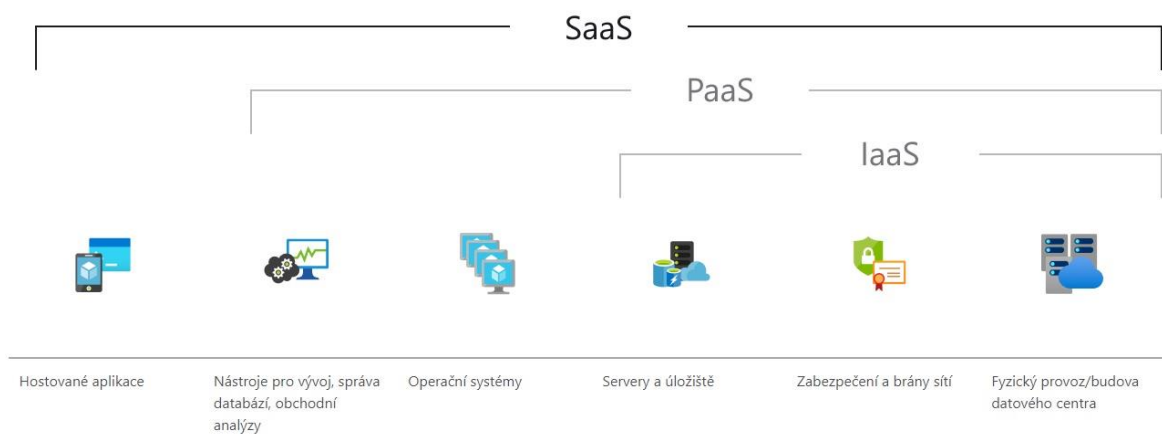 SaaS
PaaS
IaaS
Hostované aplikace
Nástroje pro vývoj, správa
databází, obchodní
analýzy
Operační systémy
Servery a úložiště
Zabezpečení a brány sítí
Fyzický provoz/budova
datového centra